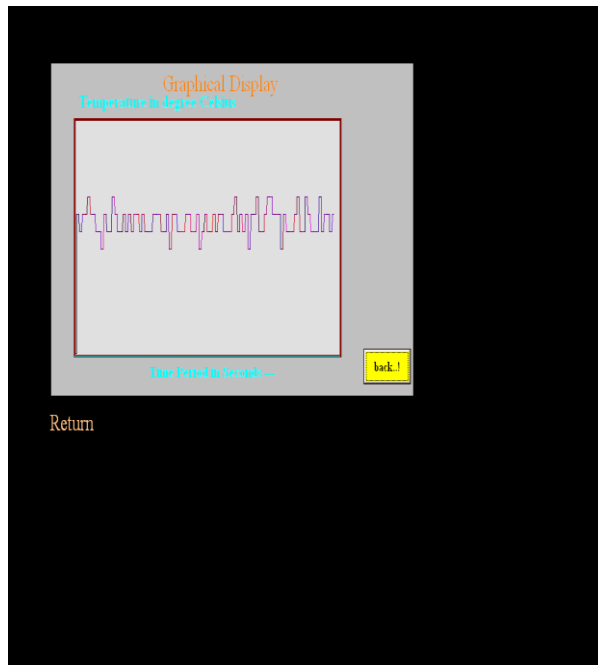 Graphical Display
Temperature in degree Celsius
Time Period in Seconds ---
back..!
Return